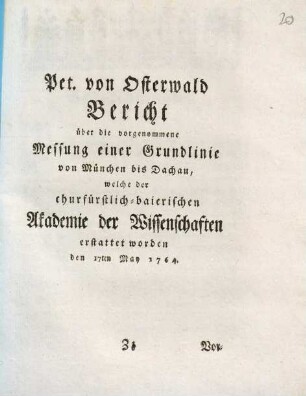 20
Pet. von Osterwald
Bericht
über die vorgenommene
Messung einer Grundlinie
von München bis Dachau,
welche der
churfürstlich-baierischen
Akademie der Wissenschaften
erstattet worden
den 17ten May 1764.
Vor-